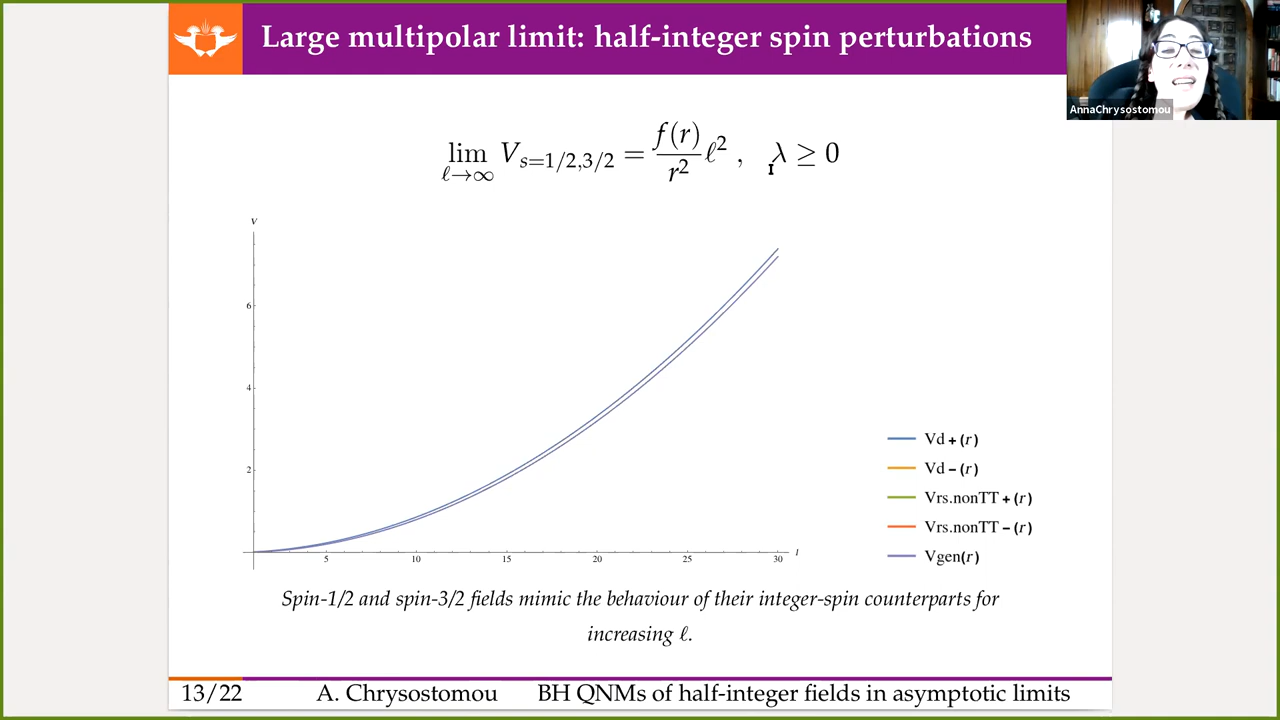 Large multipolar limit: half-integer spin perturbations
AnnaChrysostomou
lim ℓ→∞ V s=1/2,3/2 = f(r)/r² ℓ² , λ ≥ 0
V
6
4
2
5 10 15 20 25 30 l
Vd + (r)
Vd − (r)
Vrs.nonTT + (r)
Vrs.nonTT − (r)
Vgen(r)
Spin-1/2 and spin-3/2 fields mimic the behaviour of their integer-spin counterparts for
increasing ℓ.
13/22 A. Chrysostomou BH QNMs of half-integer fields in asymptotic limits